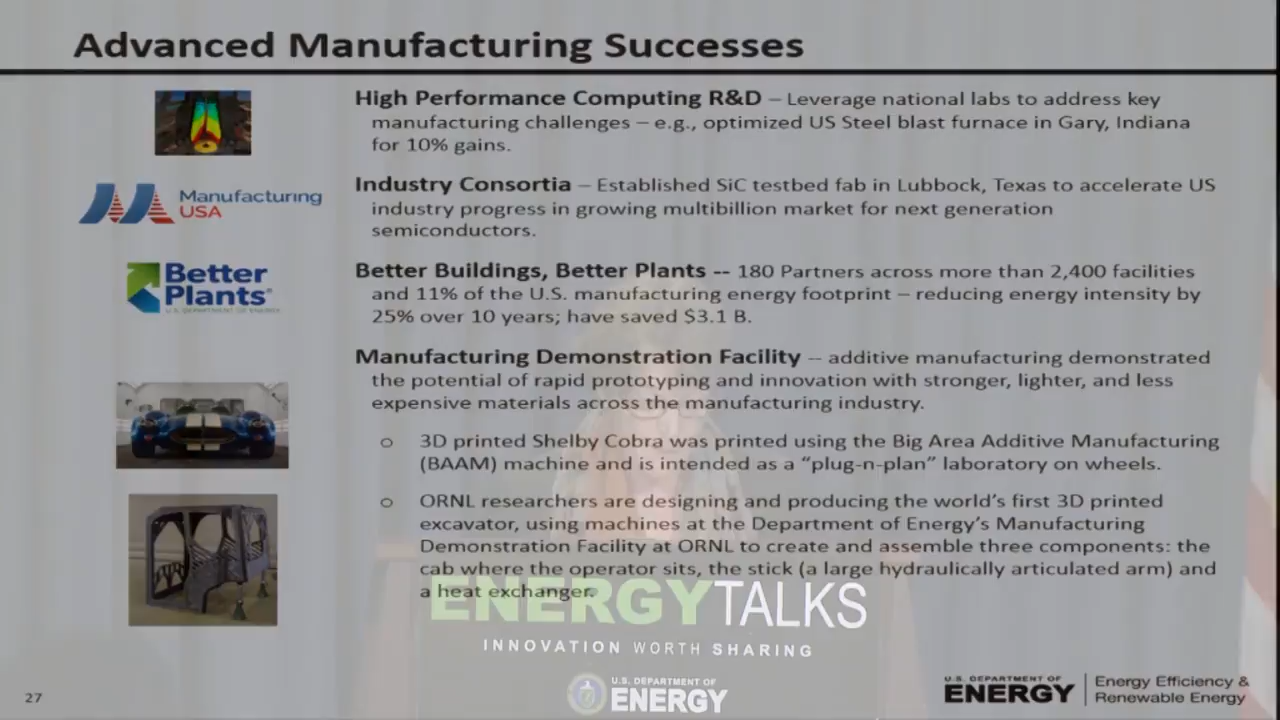 Advanced Manufacturing Successes
High Performance Computing R&D – Leverage national labs to address key
manufacturing challenges – e.g., optimized US Steel blast furnace in Gary, Indiana
for 10% gains.
Manufacturing
USA
Industry Consortia – Established SiC testbed fab in Lubbock, Texas to accelerate US
industry progress in growing multibillion market for next generation
semiconductors.
Better
Plants®
U.S. DEPARTMENT OF ENERGY
Better Buildings, Better Plants -- 180 Partners across more than 2,400 facilities
and 11% of the U.S. manufacturing energy footprint – reducing energy intensity by
25% over 10 years; have saved $3.1 B.
Manufacturing Demonstration Facility -- additive manufacturing demonstrated
the potential of rapid prototyping and innovation with stronger, lighter, and less
expensive materials across the manufacturing industry.
o 3D printed Shelby Cobra was printed using the Big Area Additive Manufacturing
(BAAM) machine and is intended as a “plug-n-plan” laboratory on wheels.
o ORNL researchers are designing and producing the world’s first 3D printed
excavator, using machines at the Department of Energy’s Manufacturing
Demonstration Facility at ORNL to create and assemble three components: the
cab where the operator sits, the stick (a large hydraulically articulated arm) and
a heat exchanger.
ENERGYTALKS
INNOVATION WORTH SHARING
U.S. DEPARTMENT OF
ENERGY
27
U.S. DEPARTMENT OF
ENERGY
Energy Efficiency &
Renewable Energy